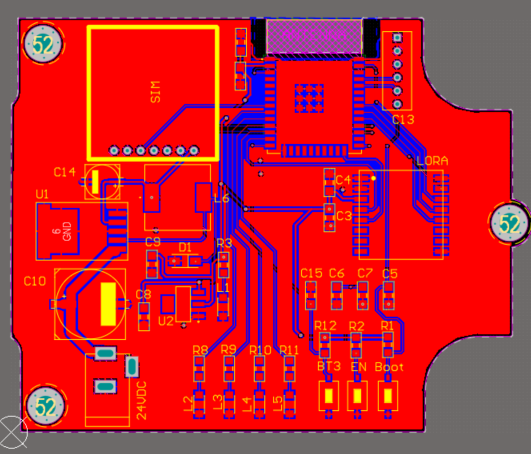 52
SIM
C13
LORA
C14
C4
U1
L6
C3
6
GND
52
R3
C9
D1
C10
L1
C15
C6
C7
C5
C8
U2
R12
R2
R1
R8
R9
R10
R11
BT3
EN
Boot
24VDC
L2
L3
L4
L5
52